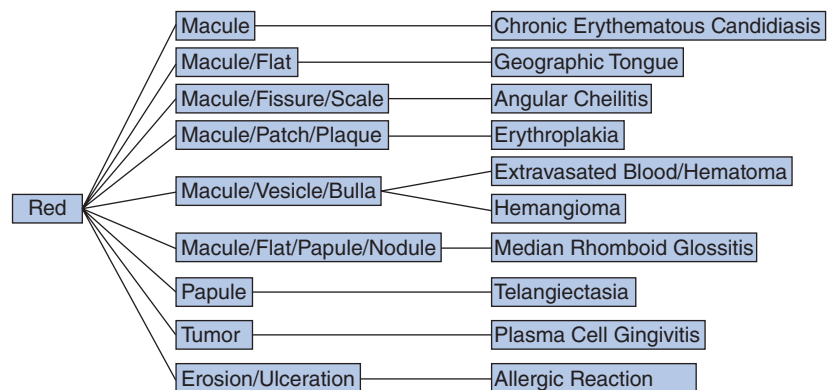 Macule
Chronic Erythematous Candidiasis
Macule/Flat
Geographic Tongue
Macule/Fissure/Scale
Angular Cheilitis
Macule/Patch/Plaque
Erythroplakia
Red
Macule/Vesicle/Bulla
Extravasated Blood/Hematoma
Hemangioma
Macule/Flat/Papule/Nodule
Median Rhomboid Glossitis
Papule
Telangiectasia
Tumor
Plasma Cell Gingivitis
Erosion/Ulceration
Allergic Reaction